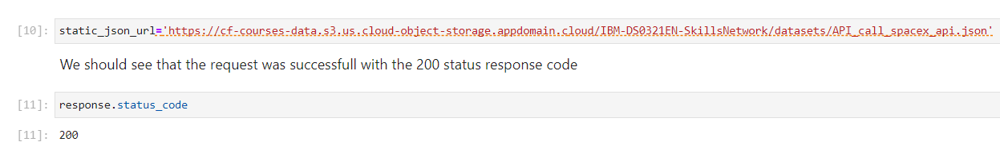 [10]: static_json_url='https://cf-courses-data.s3.us.cloud-object-storage.appdomain.cloud/IBM-DS0321EN-SkillsNetwork/datasets/API_call_spacex_api.json'
We should see that the request was successfull with the 200 status response code
[11]: response.status_code
[11]: 200